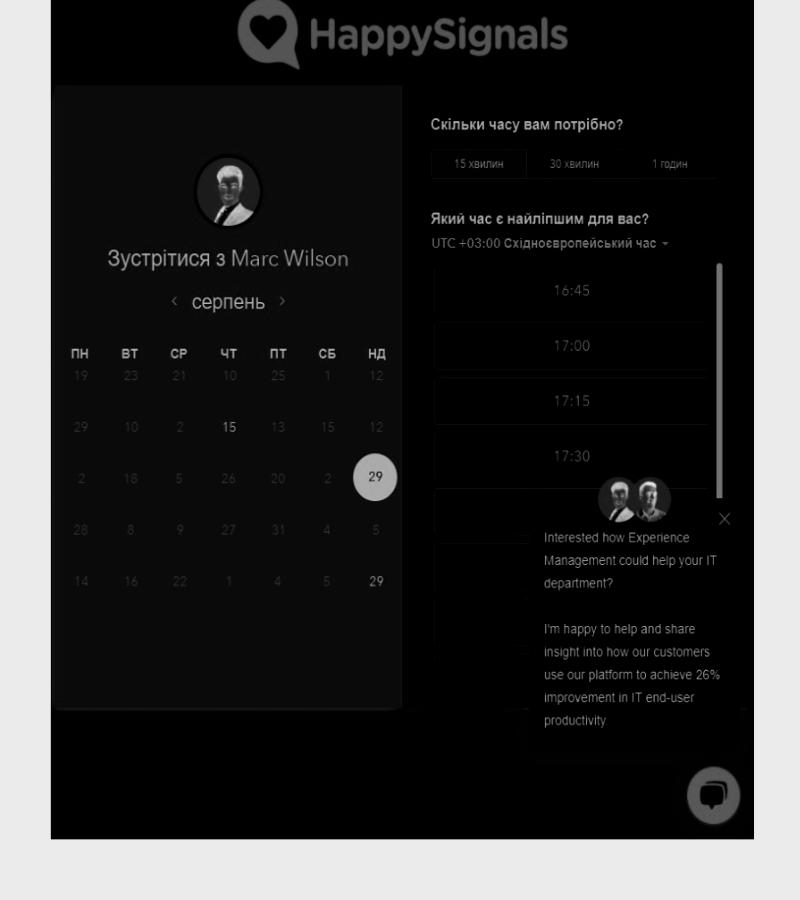 HappySignals
Зустрітися з Marc Wilson
серпень
ПН ВТ СР ЧТ ПТ СБ НД
19 23 21 10 25 1 12
29 10 2 15 13 15 12
2 18 5 26 20 2 29
28 8 9 27 31 4 5
14 16 22 1 4 5 29
Скільки часу вам потрібно?
15 хвилин 30 хвилин 1 годин
Який час є найліпшим для вас?
UTC +03:00 Східноєвропейський час
16:45
17:00
17:15
17:30
Interested how Experience
Management could help your IT
department?
I'm happy to help and share
insight into how our customers
use our platform to achieve 26%
improvement in IT end-user
productivity.